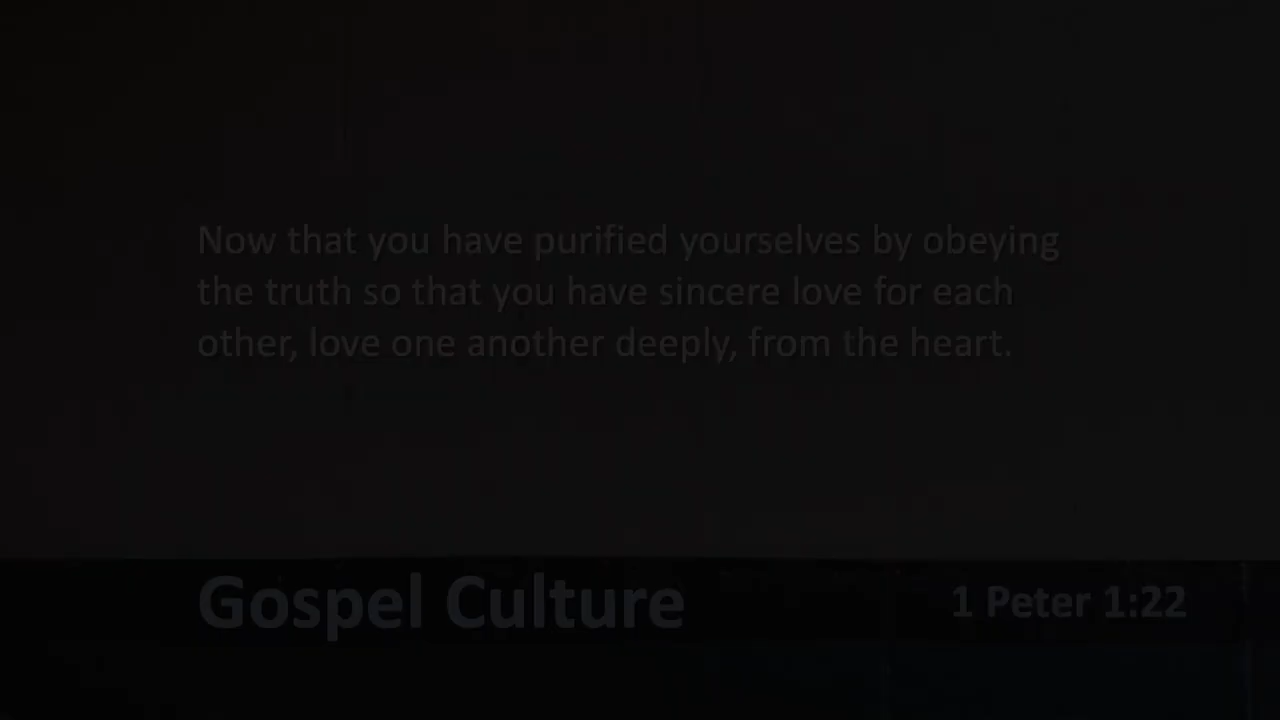 Now that you have purified yourselves by obeying
the truth so that you have sincere love for each
other, love one another deeply, from the heart.
Gospel Culture
1 Peter 1:22